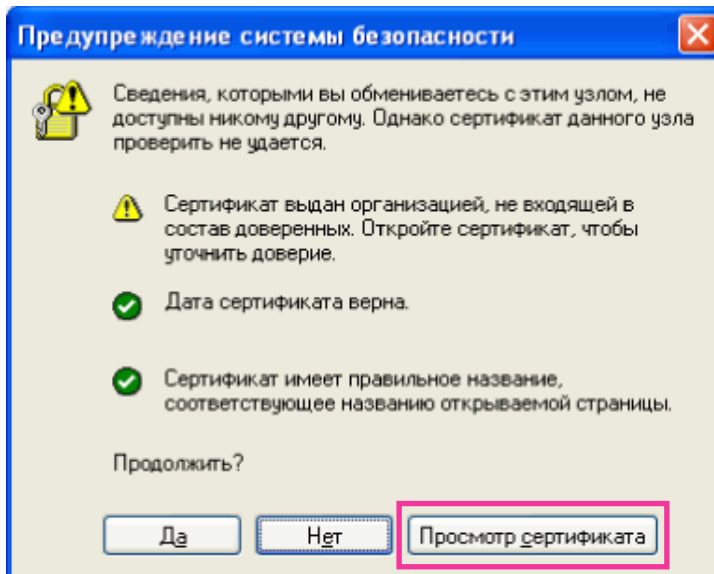 Предупреждение системы безопасности
Сведения, которыми вы обмениваетесь с этим узлом, не
доступны никому другому. Однако сертификат данного узла
проверить не удается.
Сертификат выдан организацией, не входящей в
состав доверенных. Откройте сертификат, чтобы
уточнить доверие.
Дата сертификата верна.
Сертификат имеет правильное название,
соответствующее названию открываемой страницы.
Продолжить?
Да Нет Просмотр сертификата